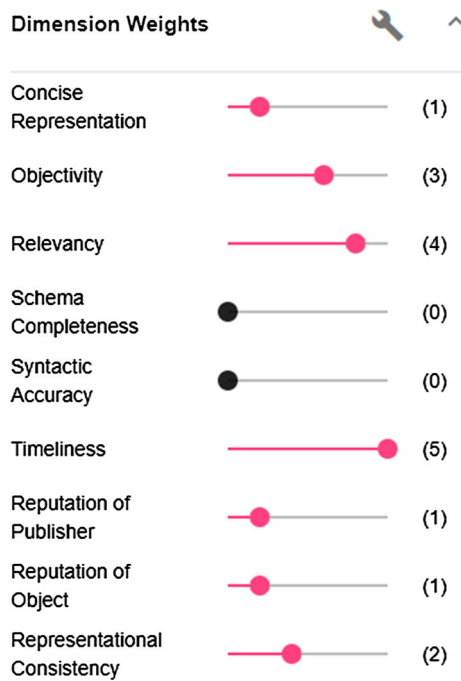 Dimension Weights
Concise
Representation
(1)
Objectivity
(3)
Relevancy
(4)
Schema
Completeness
(0)
Syntactic
Accuracy
(0)
Timeliness
(5)
Reputation of
Publisher
(1)
Reputation of
Object
(1)
Representational
Consistency
(2)